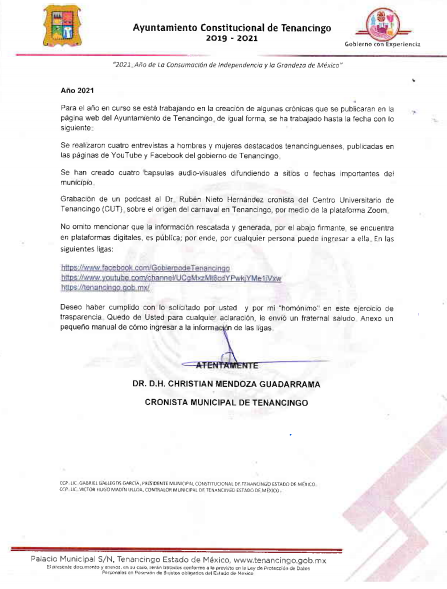 Ayuntamiento Constitucional de Tenancingo
2019 - 2021
Gobierno con Experiencia
"2021, Año de La Consumación de Independencia y la Grandeza de México"
Año 2021
Para el año en curso se está trabajando en la creación de algunas crónicas que se publicaran en la
página web del Ayuntamiento de Tenancingo, de igual forma, se ha trabajado hasta la fecha con lo
siguiente:
Se realizaron cuatro entrevistas a hombres y mujeres destacados tenancinguenses, publicadas en
las páginas de YouTube y Facebook del gobierno de Tenancingo.
Se han creado cuatro capsulas audio-visuales difundiendo a sitios o fechas importantes del
municipio.
Grabación de un podcast al Dr. Rubén Nieto Hernández cronista del Centro Universitario de
Tenancingo (CUT), sobre el origen del carnaval en Tenancingo, por medio de la plataforma Zoom.
No omito mencionar que la información rescatada y generada, por el abajo firmante, se encuentra
en plataformas digitales, es pública; por ende, por cualquier persona puede ingresar a ella, En las
siguientes ligas:
https://www.facebook.com/GobiernodeTenancingo
https://www.youtube.com/channel/
https://tenancingo.gob.mx/
Deseo haber cumplido con lo solicitado por usted y por mi "homónimo" en este ejercicio de
trasparencia. Quedo de Usted para cualquier aclaración, le envío un fraternal saludo. Anexo un
pequeño manual de cómo ingresar a la información de las ligas.
ATENTAMENTE
DR. D.H. CHRISTIAN MENDOZA GUADARRAMA
CRONISTA MUNICIPAL DE TENANCINGO
CCP. LIC. GABRIEL GALLEGOS GARCÍA, PRESIDENTE MUNICIPAL CONSTITUCIONAL DE TENANCINGO ESTADO DE MÉXICO.
CCP. LIC. VICTOR HUGO, CONTRALOR MUNICIPAL DE TENANCINGO ESTADO DE MÉXICO.
Palacio Municipal S/N, Tenancingo Estado de México, www.tenancingo.gob.mx
El presente documento y anexos, en su caso, serán tratados conforme a lo previsto en la Ley de Protección de Datos
Personales en Posesión de Sujetos obligados del Estado de México